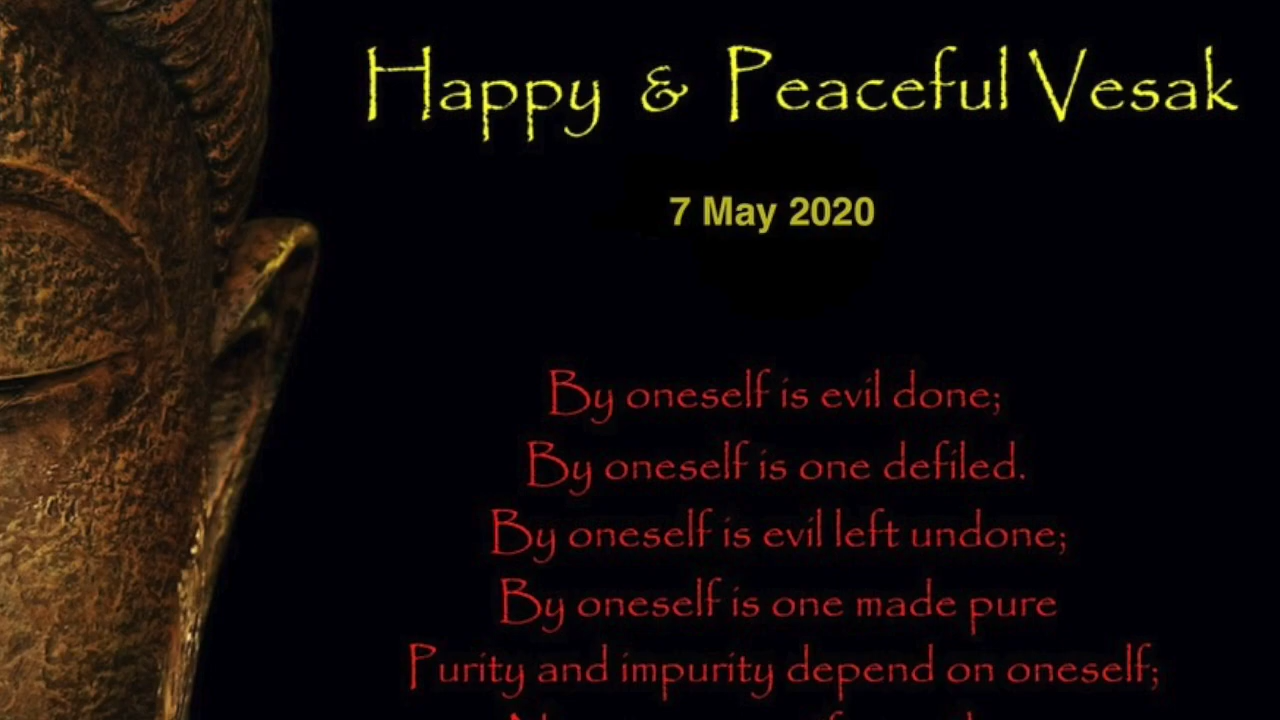 Happy & Peaceful Vesak
7 May 2020
By oneself is evil done;
By oneself is one defiled.
By oneself is evil left undone;
By oneself is one made pure
Purity and impurity depend on oneself;